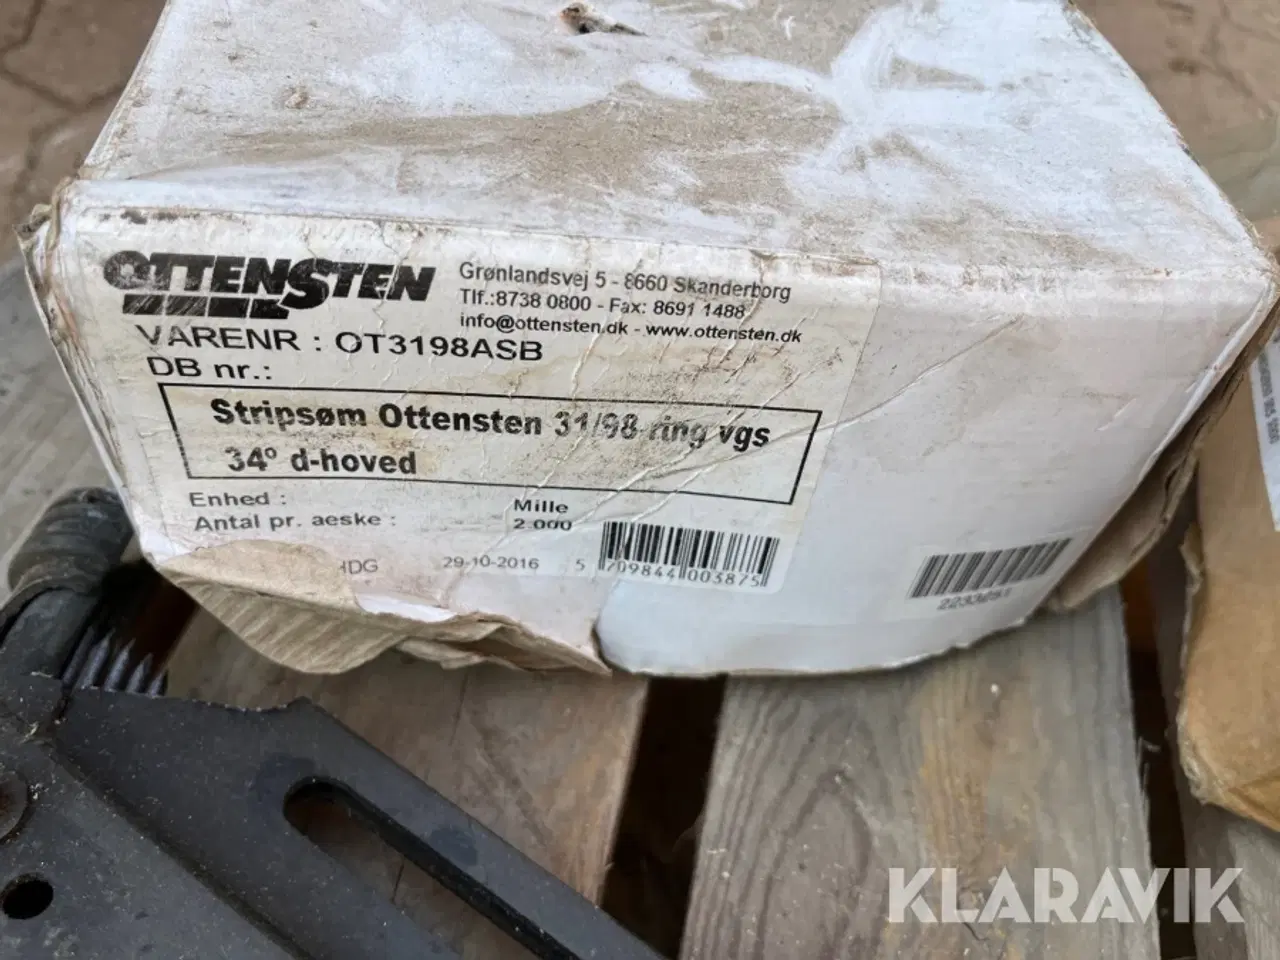 OTTENSTEN
Grønlandsvej 5 - 8660 Skanderborg
Tlf.:8738 0800 - Fax: 8691 1488
info@ottensten.dk - www.ottensten.dk
VARENR : OT3198ASB
DB nr.:
Stripsøm Ottensten 31/98 ring vgs
34° d-hoved
Enhed : Mille
Antal pr. aeske : 2.000
HDG 29-10-2016
5 709844 003875
2233651
KLARAVIK